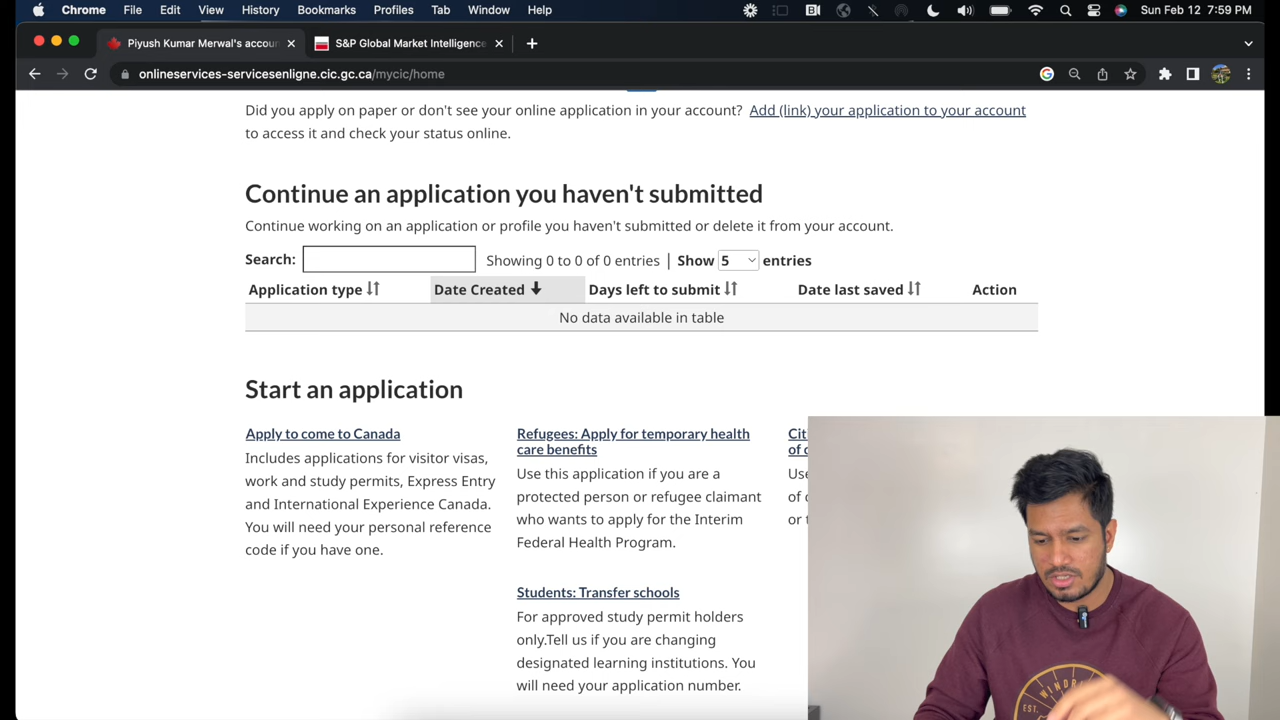 Chrome File Edit View History Bookmarks Profiles Tab Window Help Sun Feb 12 7:59 PM
Piyush Kumar Merwal's accou S&P Global Market Intelligence
onlineservices-servicesenligne.cic.gc.ca/mycic/home
Did you apply on paper or don't see your online application in your account? Add (link) your application to your account
to access it and check your status online.
Continue an application you haven't submitted
Continue working on an application or profile you haven't submitted or delete it from your account.
Search: Showing 0 to 0 of 0 entries | Show 5 entries
Application type Date Created Days left to submit Date last saved Action
No data available in table
Start an application
Apply to come to Canada
Includes applications for visitor visas,
work and study permits, Express Entry
and International Experience Canada.
You will need your personal reference
code if you have one.
Refugees: Apply for temporary health
care benefits
Use this application if you are a
protected person or refugee claimant
who wants to apply for the Interim
Federal Health Program.
Students: Transfer schools
For approved study permit holders
only.Tell us if you are changing
designated learning institutions. You
will need your application number.
Cit
of c
Use
of c
or t
WINDR
EST.